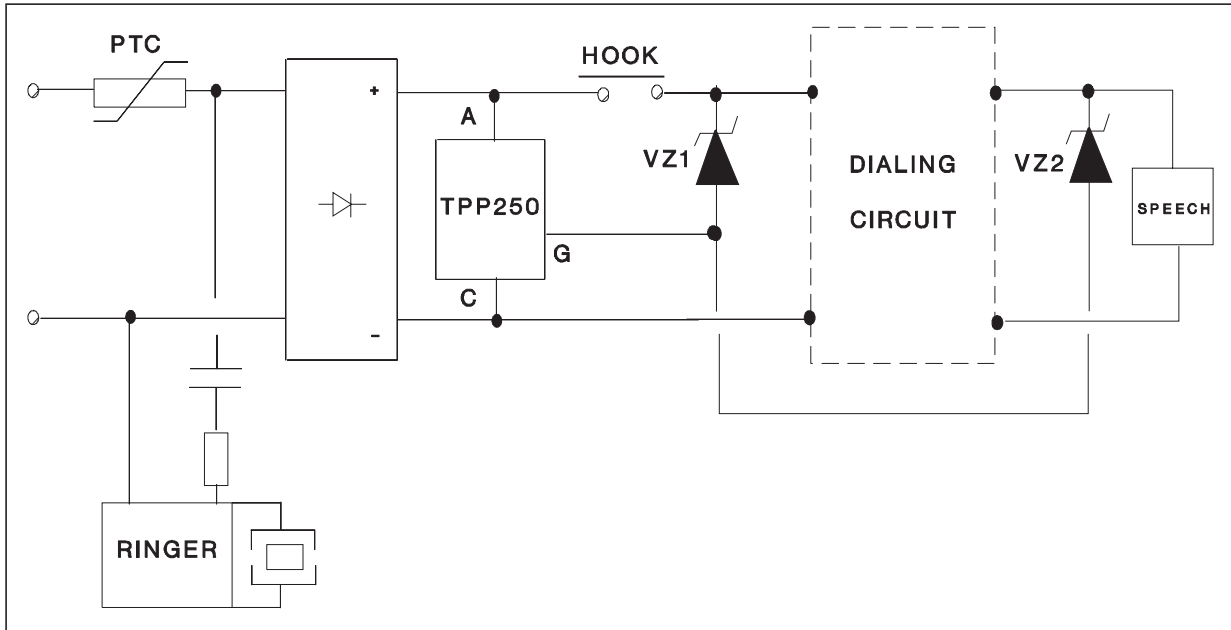 PTC
HOOK
+
A
VZ1
DIALING
CIRCUIT
VZ2
TPP250
SPEECH
G
C
-
RINGER